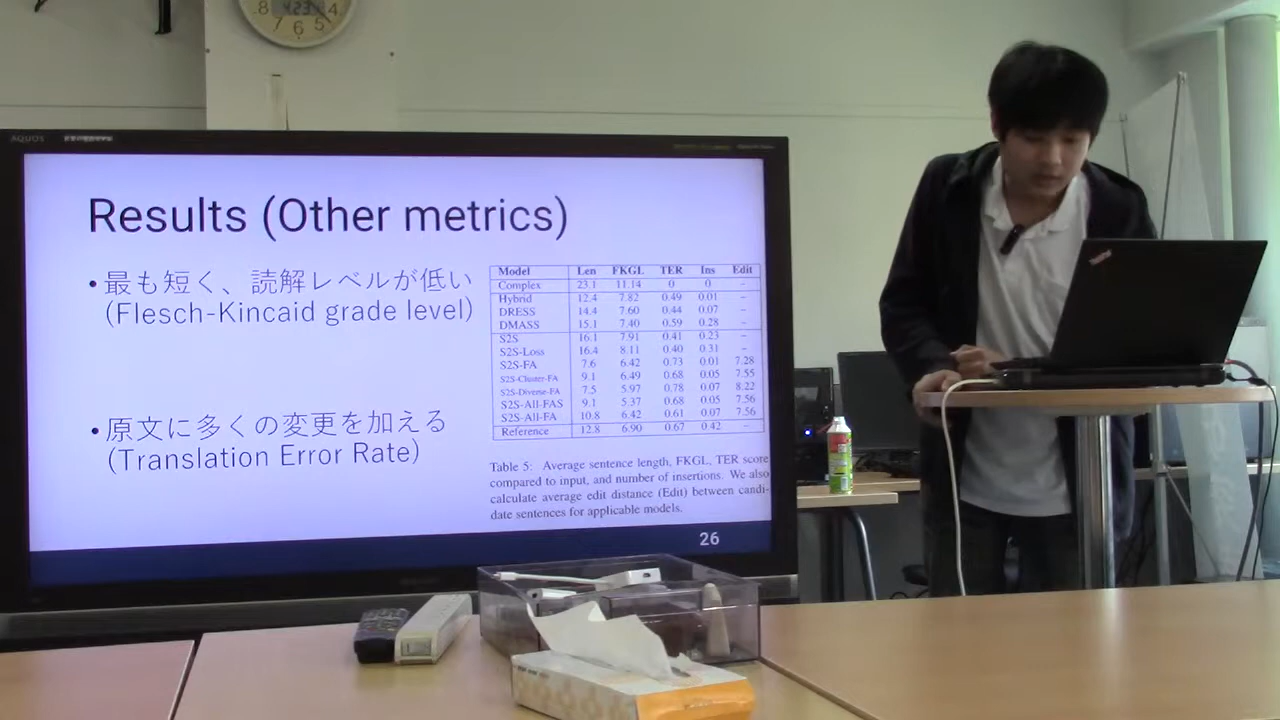 8
7
6
5
4
4:23
AQUOS
Results (Other metrics)
•最も短く、読解レベルが低い
(Flesch-Kincaid grade level)
•原文に多くの変更を加える
(Translation Error Rate)
Model Len FKGL TER Ins Edit
Complex 23.1 11.14 0 0 –
Hybrid 12.4 7.82 0.49 0.01 –
DRESS 14.4 7.60 0.44 0.07 –
DMASS 15.1 7.40 0.59 0.28 –
S2S 16.1 7.91 0.41 0.23 –
S2S-Loss 16.4 8.11 0.40 0.31 –
S2S-FA 7.6 6.42 0.73 0.01 7.28
S2S-Cluster-FA 9.1 6.49 0.68 0.05 7.55
S2S-Diverse-FA 7.5 5.97 0.78 0.07 8.22
S2S-All-FAS 9.1 5.37 0.68 0.05 7.56
S2S-All-FA 10.8 6.42 0.61 0.07 7.56
Reference 12.8 6.90 0.67 0.42 –
Table 5: Average sentence length, FKGL, TER score
compared to input, and number of insertions. We also
calculate average edit distance (Edit) between candi-
date sentences for applicable models.
26